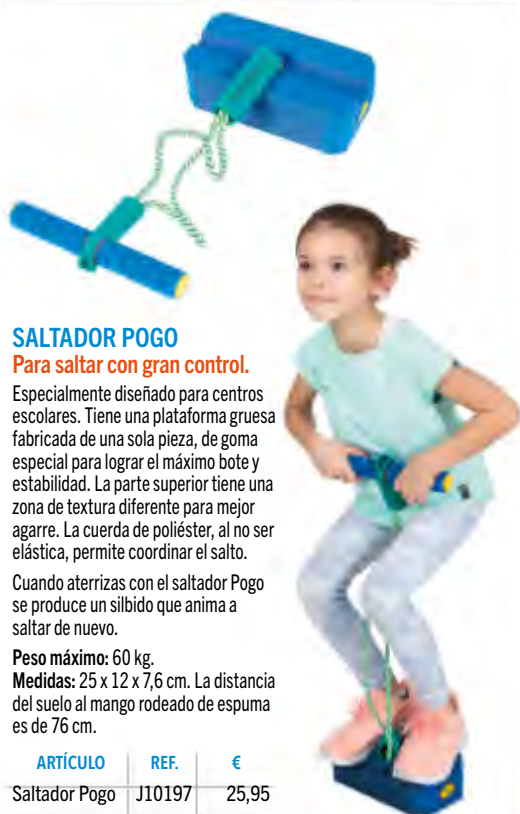 SALTADOR POGO
Para saltar con gran control.
Especialmente diseñado para centros
escolares. Tiene una plataforma gruesa
fabricada de una sola pieza, de goma
especial para lograr el máximo bote y
estabilidad. La parte superior tiene una
zona de textura diferente para mejor
agarre. La cuerda de poliéster, al no ser
elástica, permite coordinar el salto.
Cuando aterrizas con el saltador Pogo
se produce un silbido que anima a
saltar de nuevo.
Peso máximo: 60 kg.
Medidas: 25 x 12 x 7,6 cm. La distancia
del suelo al mango rodeado de espuma
es de 76 cm.
ARTÍCULO REF. €
Saltador Pogo J10197 25,95